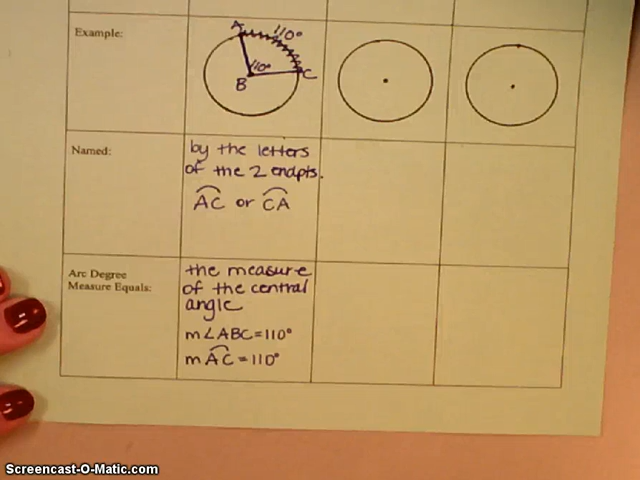 Example:
A
110°
110°
B
C
Named:
by the letters
of the 2 endpts.
AC or CA
Arc Degree
Measure Equals:
the measure
of the central
angle
m∠ABC=110°
mAC=110°
Screencast-O-Matic.com